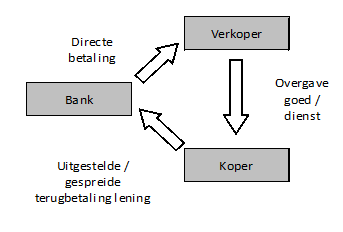 Verkoper
Directe
betaling
Bank
Overgave
goed /
dienst
Koper
Uitgestelde /
gespreide
terugbetaling lening